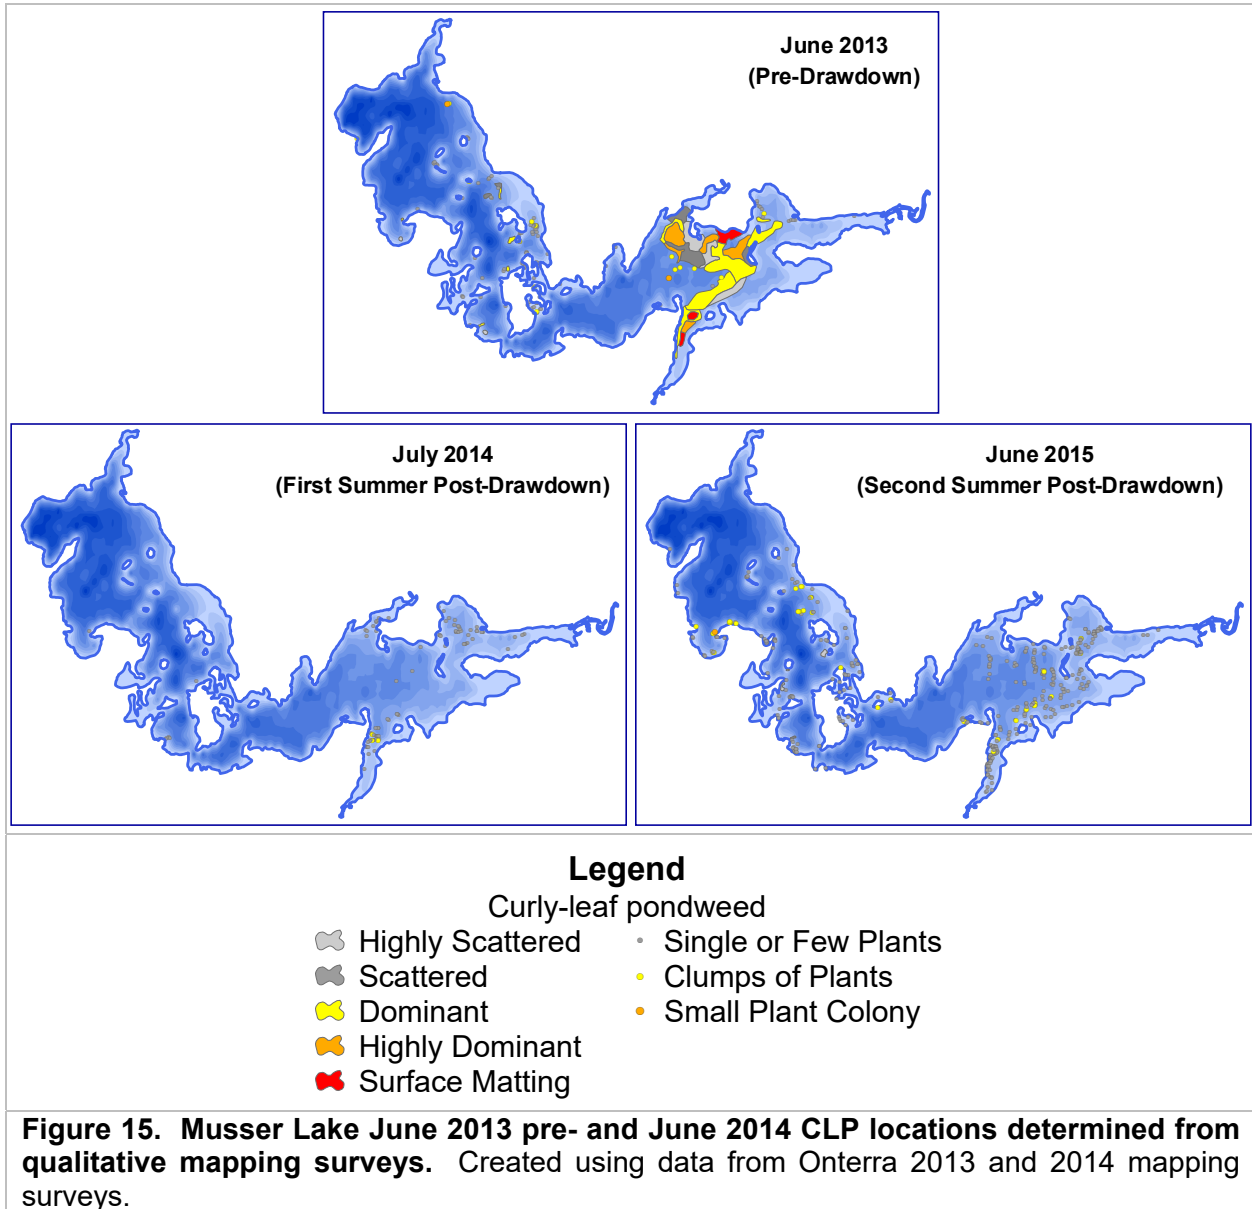 June 2013
(Pre-Drawdown)
July 2014
(First Summer Post-Drawdown)
June 2015
(Second Summer Post-Drawdown)
Legend
Curly-leaf pondweed
Highly Scattered
Scattered
Dominant
Highly Dominant
Surface Matting
Single or Few Plants
Clumps of Plants
Small Plant Colony
Figure 15. Musser Lake June 2013 pre- and June 2014 CLP locations determined from
qualitative mapping surveys. Created using data from Onterra 2013 and 2014 mapping
surveys.